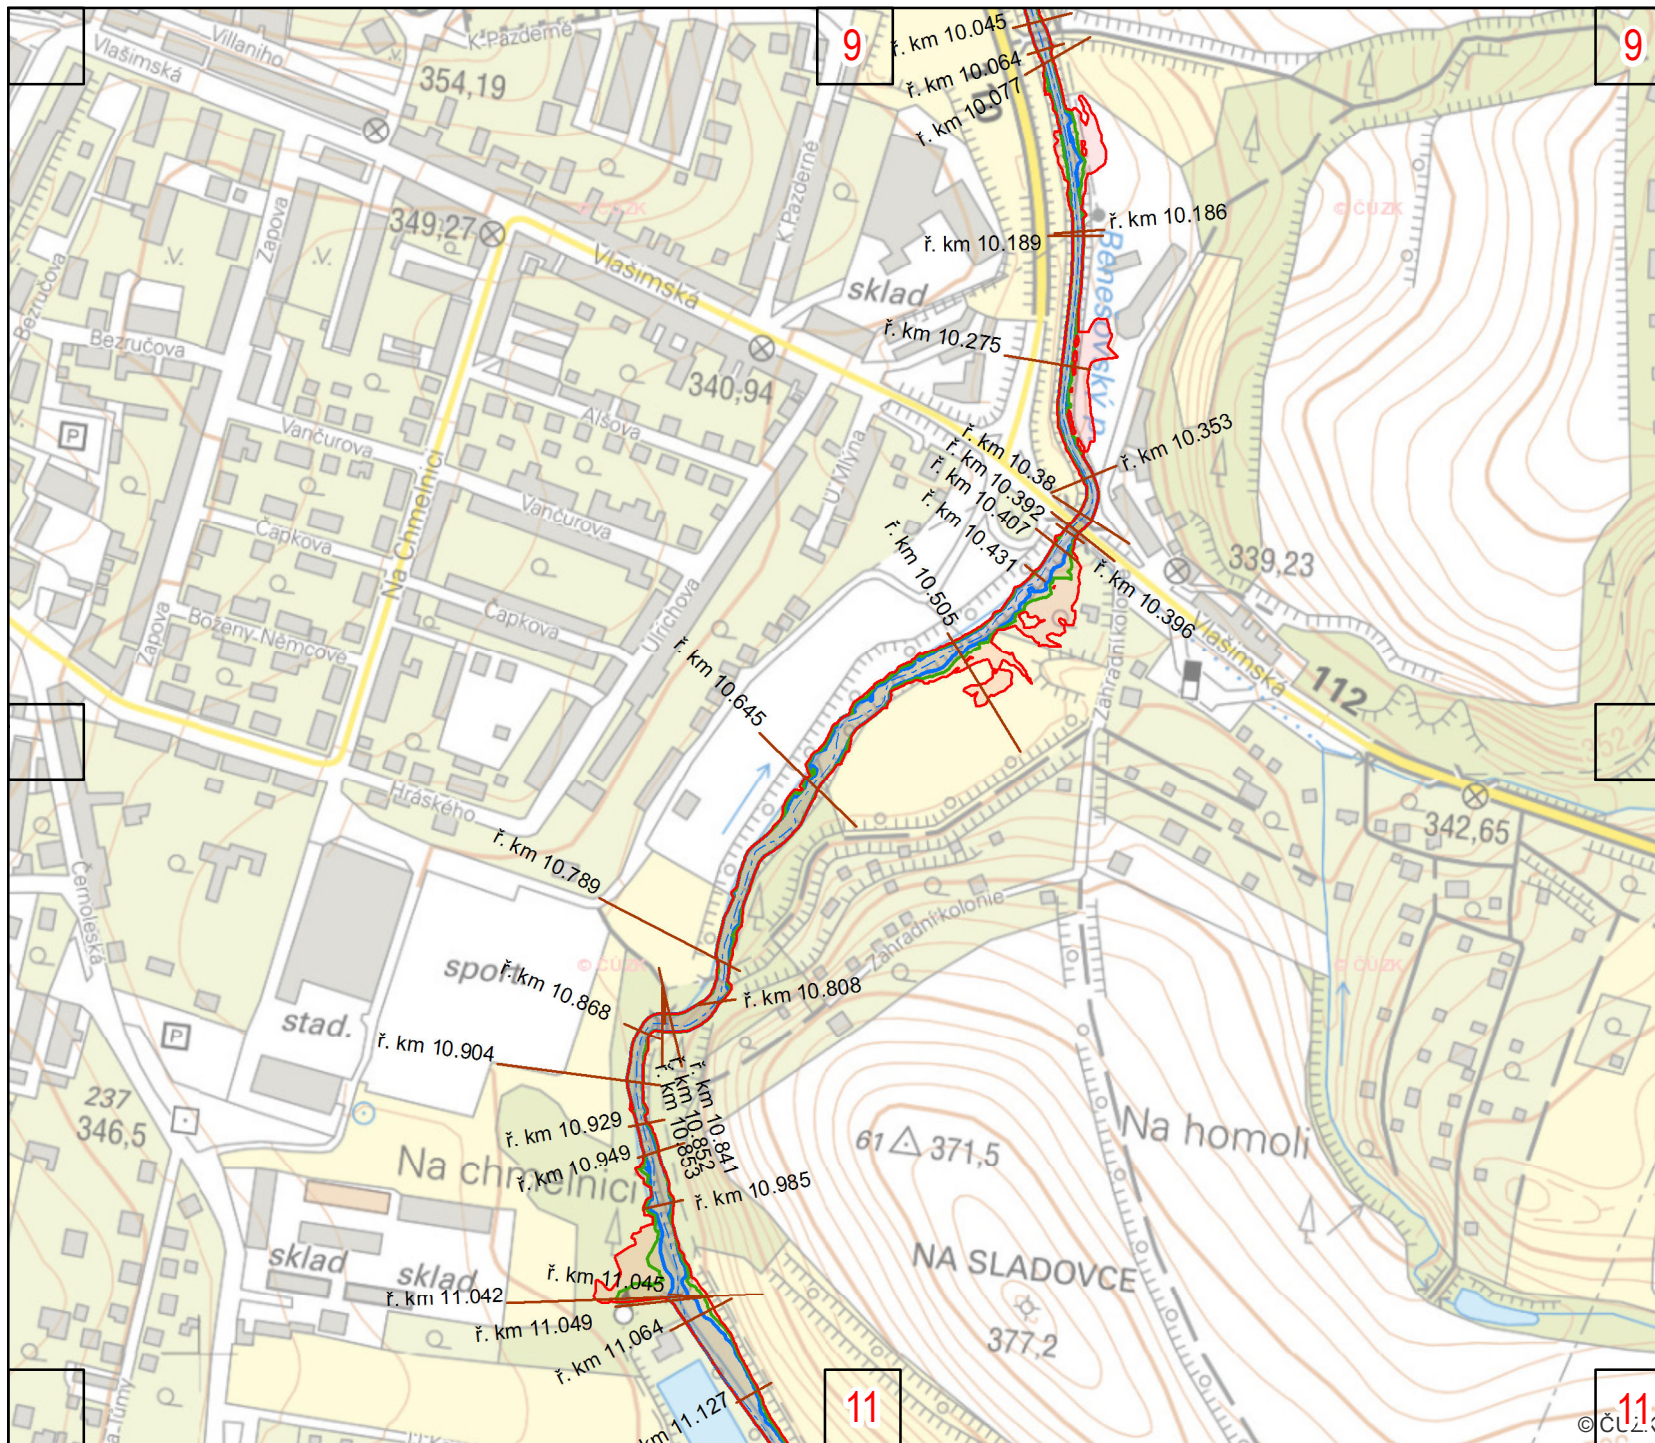 Vlašimská
Villaniho
K Pazderně
354,19
9
9
ř. km 10.045
ř. km 10.064
ř. km 10.077
349,27
Zápova
.V.
.V.
© ČÚZK
K Pazderně
Vlašimská
sklad
ř. km 10.186
ř. km 10.189
Benešovský p.
© ČÚZK
Bezručova
Bezručova
ř. km 10.275
340,94
Alšova
Vančurova
Vančurova
P
Na Chmelnici
U Mlýna
ř. km 10.353
ř. km 10.38
ř. km 10.392
ř. km 10.407
ř. km 10.431
ř. km 10.505
ř. km 10.396
339,23
Čapkova
Čapkova
Boženy Němcové
Zápova
Ulrichova
Vlašimská
112
Zahradní kolonie
ř. km 10.645
Hráského
342,65
ř. km 10.789
Černoleská
sport.
stad.
© ČÚZK
Zahradní kolonie
© ČÚZK
ř. km 10.868
ř. km 10.808
ř. km 10.904
P
237
346,5
ř. km 10.841
ř. km 10.852
ř. km 10.853
ř. km 10.929
ř. km 10.949
ř. km 10.985
Na chmelnici
61
371,5
Na homoli
NA SLADOVCE
377,2
sklad
sklad
ř. km 11.045
ř. km 11.042
ř. km 11.049
ř. km 11.064
km 11.127
11
11